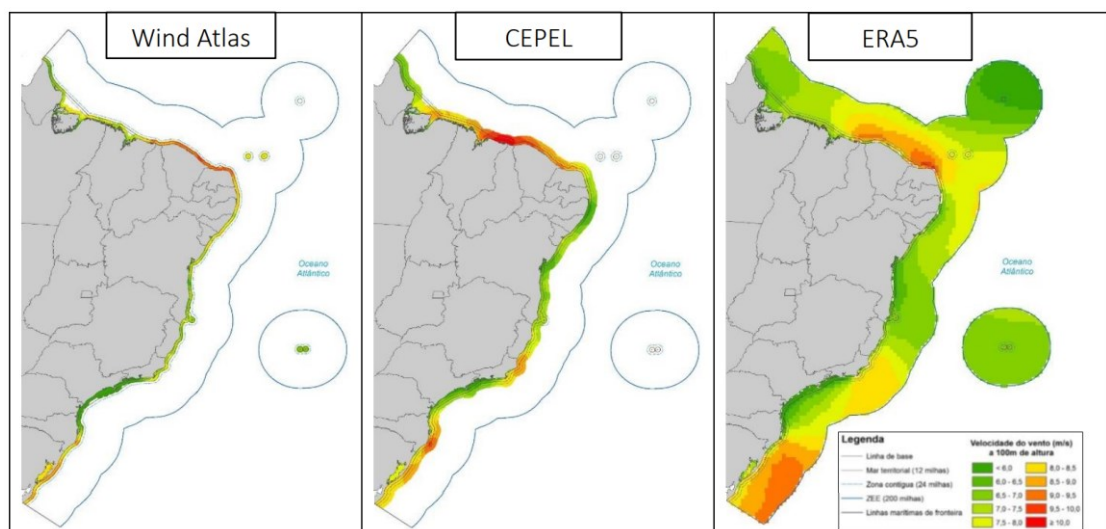 Wind Atlas
CEPEL
ERA5
Oceano
Atlântico
Oceano
Atlântico
Oceano
Atlântico
Legenda
Linha de base
Mar territorial (12 milhas)
Zona contígua (24 milhas)
ZEE (200 milhas)
Linhas marítimas de fronteira
Velocidade do vento (m/s)
a 100m de altura
< 6,0
6,0 - 6,5
6,5 - 7,0
7,0 - 7,5
7,5 - 8,0
8,0 - 8,5
8,5 - 9,0
9,0 - 9,5
9,5 - 10,0
≥ 10,0